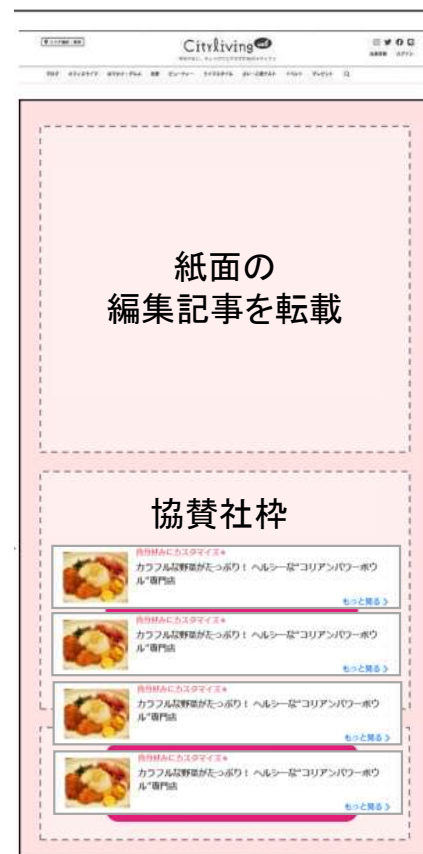 CityLiving
紙面の
編集記事を転載
協賛社枠
自分好みにカスタマイズ★
カラフルな野菜がたっぷり！ ヘルシーな“コリアンパワーボウ
ル”専門店
もっと見る
自分好みにカスタマイズ★
カラフルな野菜がたっぷり！ ヘルシーな“コリアンパワーボウ
ル”専門店
もっと見る
自分好みにカスタマイズ★
カラフルな野菜がたっぷり！ ヘルシーな“コリアンパワーボウ
ル”専門店
もっと見る
自分好みにカスタマイズ★
カラフルな野菜がたっぷり！ ヘルシーな“コリアンパワーボウ
ル”専門店
もっと見る